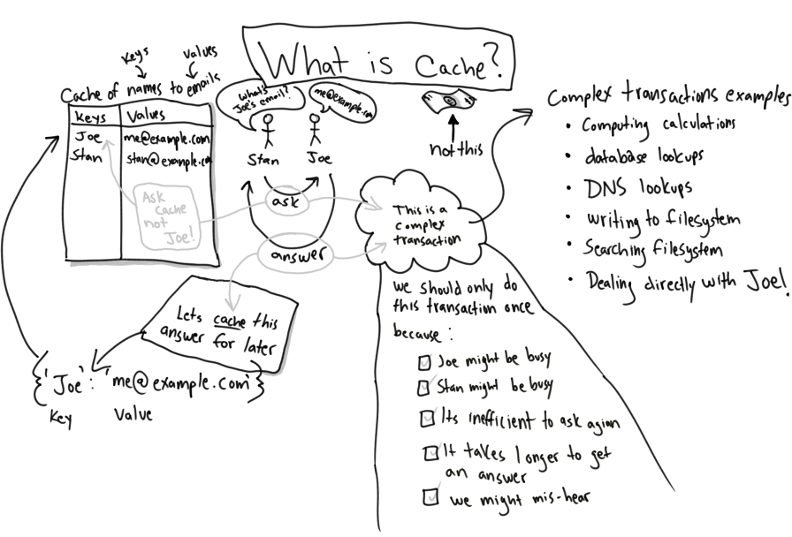 What is Cache?
Keys
Values
Cache of names to emails
Keys
Values
Joe
me@example.com
Stan
stan@example.co
Ask
cache
not
Joe!
Whats
Joe's email?
me@example.co
Stan
Joe
ask
answer
not this
This is a
complex
transaction
Complex transactions examples
• Computing calculations
• database lookups
• DNS lookups
• writing to filesystem
• Searching filesystem
• Dealing directly with Joe!
Lets cache this
answer for later
{'Joe': 'me@example.com'}
Key
Value
we should only do
this transaction once
because:
Joe might be busy
Stan might be busy
Its inefficient to ask agian
It takes longer to get
an answer
we might mis-hear